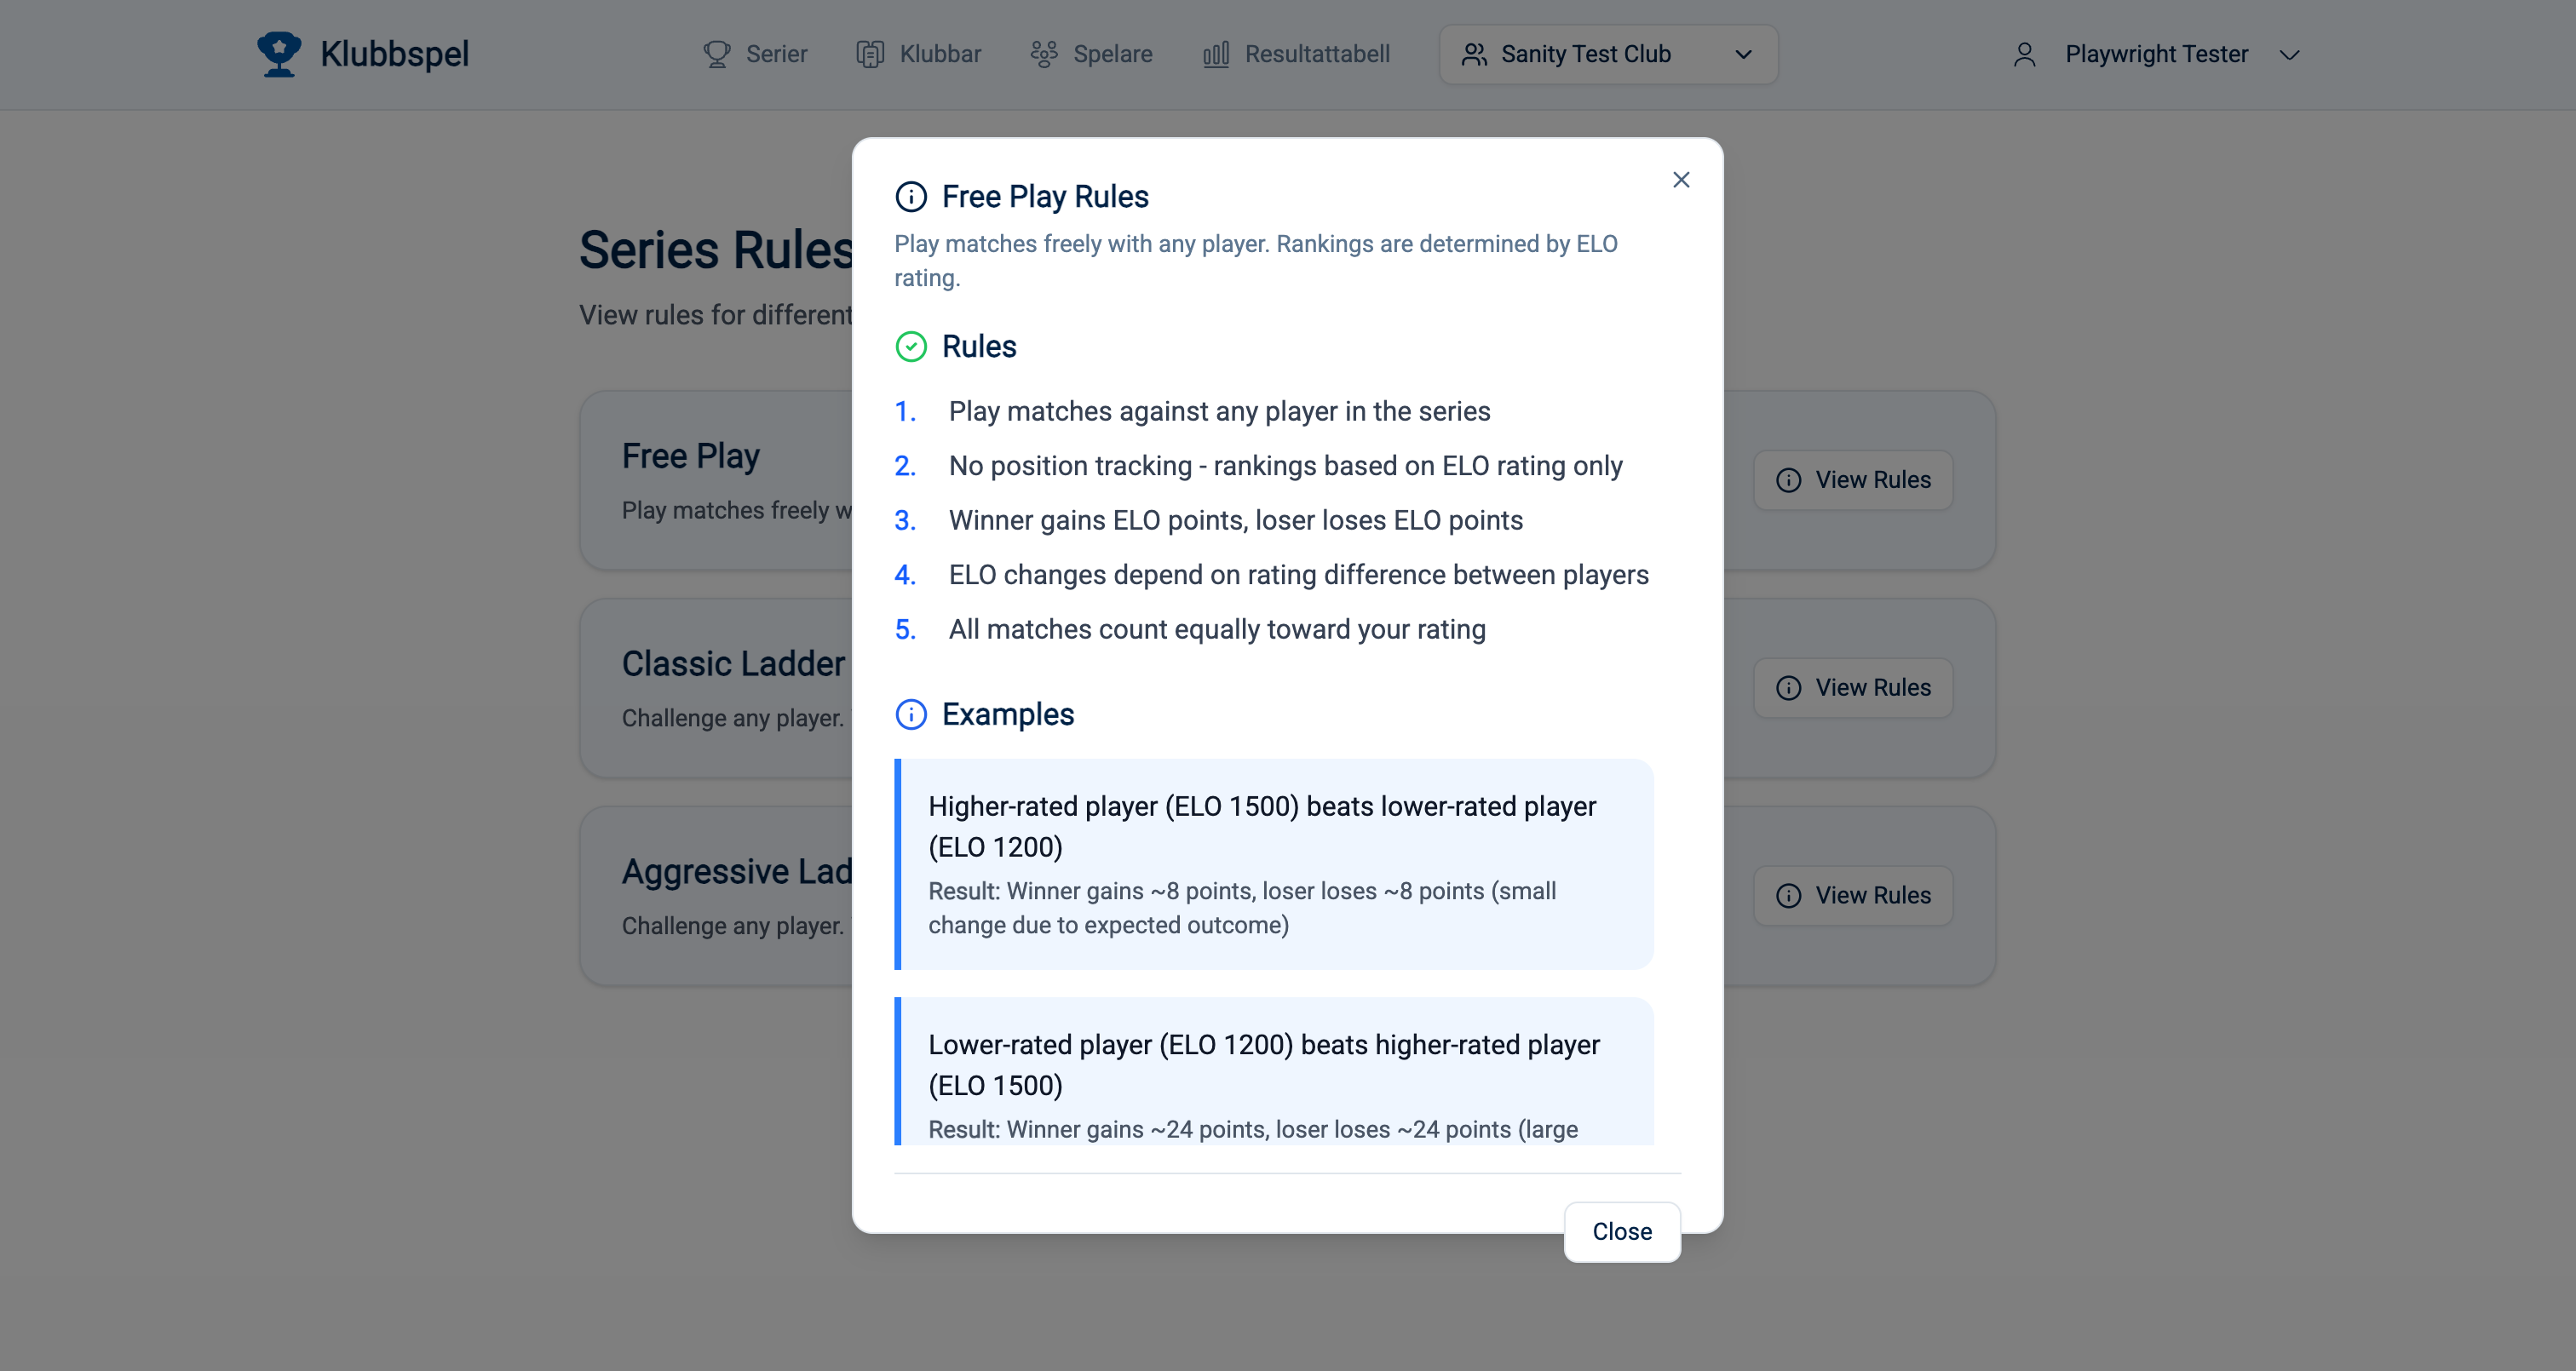 Klubbspel
Serier
Klubbar
Spelare
Resultattabell
Sanity Test Club
Playwright Tester
Series Rules
View rules for different
Free Play
Play matches freely w
View Rules
Classic Ladder
Challenge any player.
View Rules
Aggressive Lad
Challenge any player.
View Rules
Free Play Rules
Play matches freely with any player. Rankings are determined by ELO
rating.
Rules
1. Play matches against any player in the series
2. No position tracking - rankings based on ELO rating only
3. Winner gains ELO points, loser loses ELO points
4. ELO changes depend on rating difference between players
5. All matches count equally toward your rating
Examples
Higher-rated player (ELO 1500) beats lower-rated player
(ELO 1200)
Result: Winner gains ~8 points, loser loses ~8 points (small
change due to expected outcome)
Lower-rated player (ELO 1200) beats higher-rated player
(ELO 1500)
Result: Winner gains ~24 points, loser loses ~24 points (large
Close